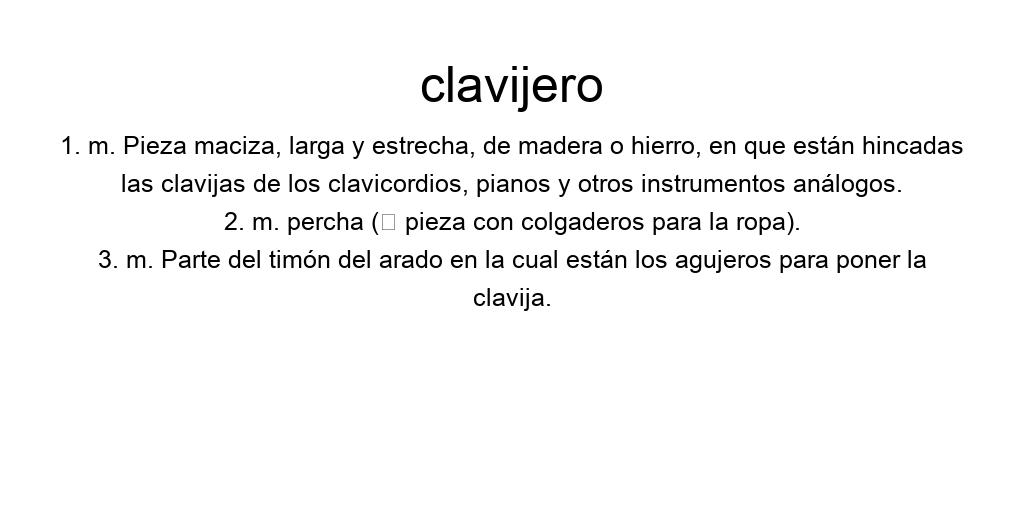 clavijero
1. m. Pieza maciza, larga y estrecha, de madera o hierro, en que están hincadas
las clavijas de los clavicordios, pianos y otros instrumentos análogos.
2. m. percha (□ pieza con colgaderos para la ropa).
3. m. Parte del timón del arado en la cual están los agujeros para poner la
clavija.